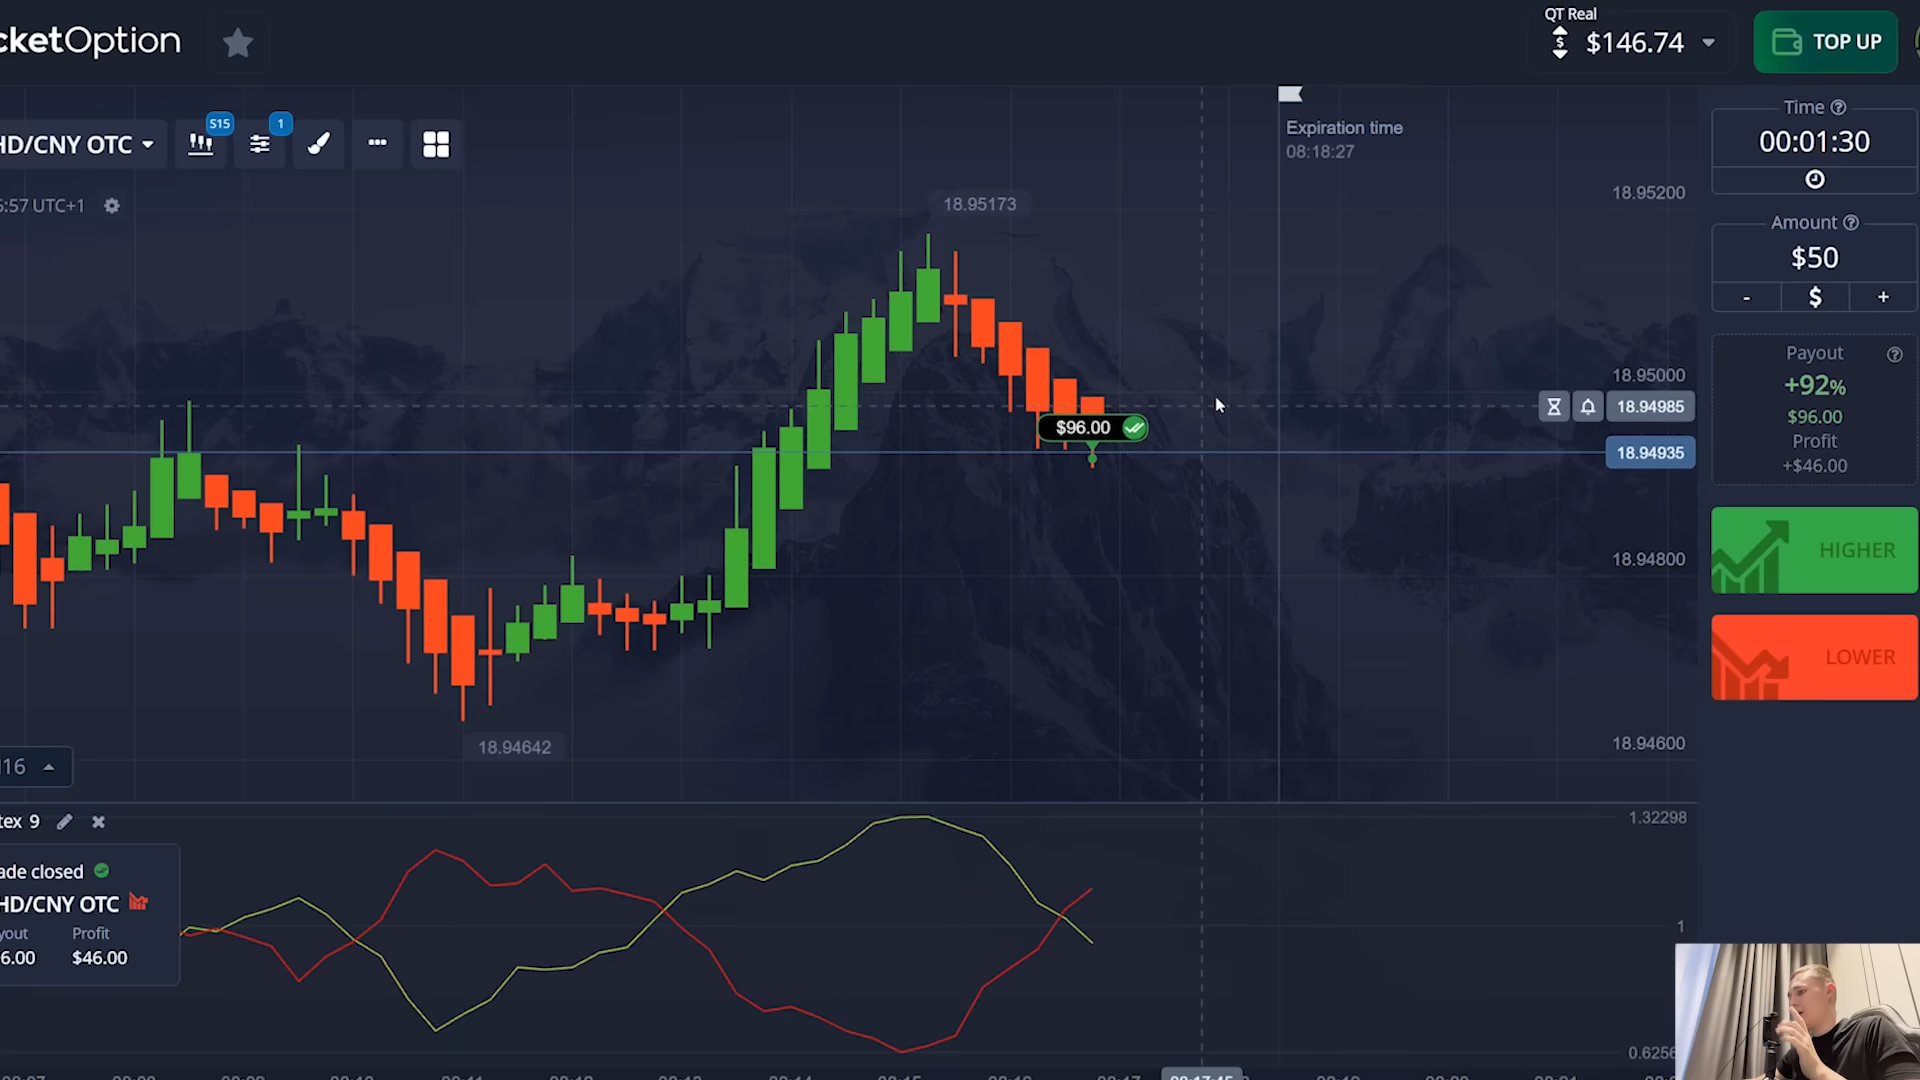 cketOption
QT Real
$146.74
TOP UP
HD/CNY OTC
S15
1
:57 UTC+1
Expiration time
08:18:27
18.95173
18.95200
18.95000
18.94985
18.94935
18.94800
18.94600
$96.00
18.94642
Time
00:01:30
Amount
$50
-
$
+
Payout
+92%
$96.00
Profit
+$46.00
HIGHER
LOWER
16
tex 9
ade closed
HD/CNY OTC
yout
Profit
6.00
$46.00
1.32298
1
0.6256